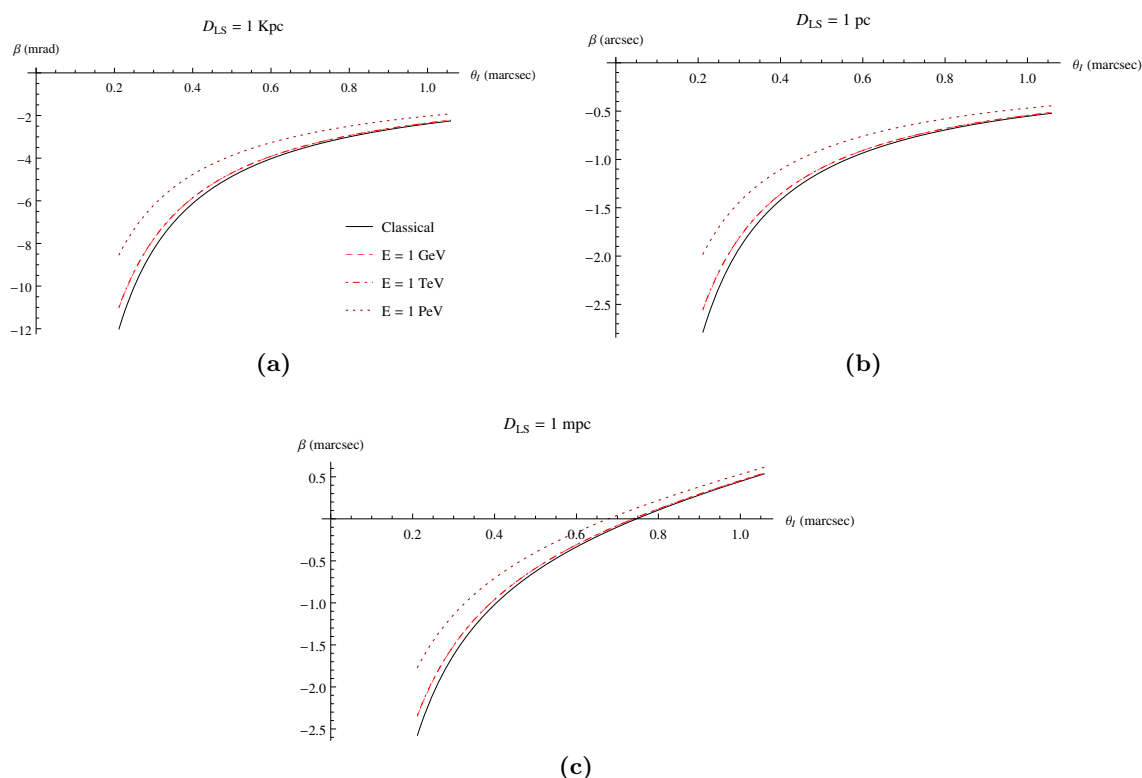 D_LS = 1 Kpc
β (mrad)
θ_I (marcsec)
0.2 0.4 0.6 0.8 1.0
−2
−4
−6
−8
−10
−12
Classical
E = 1 GeV
E = 1 TeV
E = 1 PeV
(a)
D_LS = 1 pc
β (arcsec)
θ_I (marcsec)
0.2 0.4 0.6 0.8 1.0
−0.5
−1.0
−1.5
−2.0
−2.5
(b)
D_LS = 1 mpc
β (marcsec)
0.5
θ_I (marcsec)
0.2 0.4 0.6 0.8 1.0
−0.5
−1.0
−1.5
−2.0
−2.5
(c)